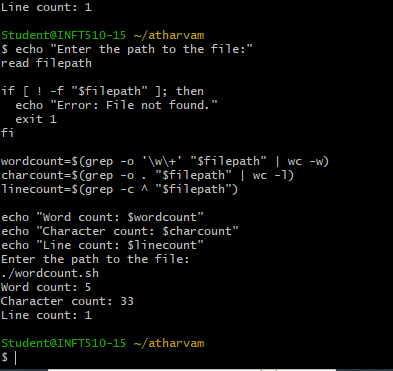 Line count: 1
Student@INFT510-15 ~/atharvam
$ echo "Enter the path to the file:"
read filepath
if [ ! -f "$filepath" ]; then
  echo "Error: File not found."
  exit 1
fi
wordcount=$(grep -o '\w\+' "$filepath" | wc -w)
charcount=$(grep -o . "$filepath" | wc -l)
linecount=$(grep -c ^ "$filepath")
echo "Word count: $wordcount"
echo "Character count: $charcount"
echo "Line count: $linecount"
Enter the path to the file:
./wordcount.sh
Word count: 5
Character count: 33
Line count: 1
Student@INFT510-15 ~/atharvam
$